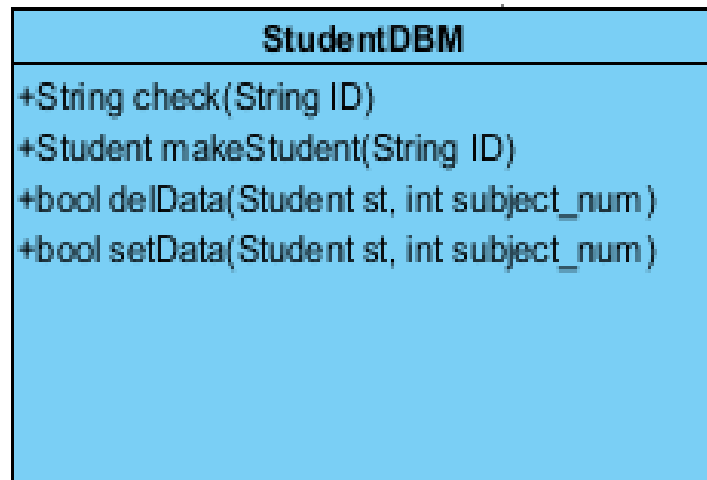 StudentDBM
+String check(String ID)
+Student makeStudent(String ID)
+bool delData(Student st, int subject_num)
+bool setData(Student st, int subject_num)